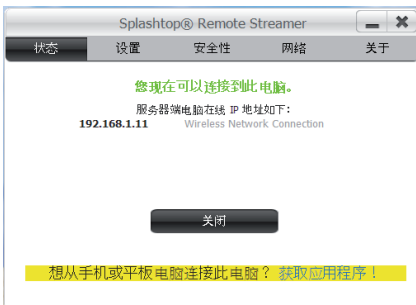 Splashtop® Remote Streamer
状态 设置 安全性 网络 关于
您现在可以连接到此电脑。
服务器端电脑在线 IP 地址如下：
192.168.1.11 Wireless Network Connection
关闭
想从手机或平板电脑连接此电脑？ 获取应用程序！